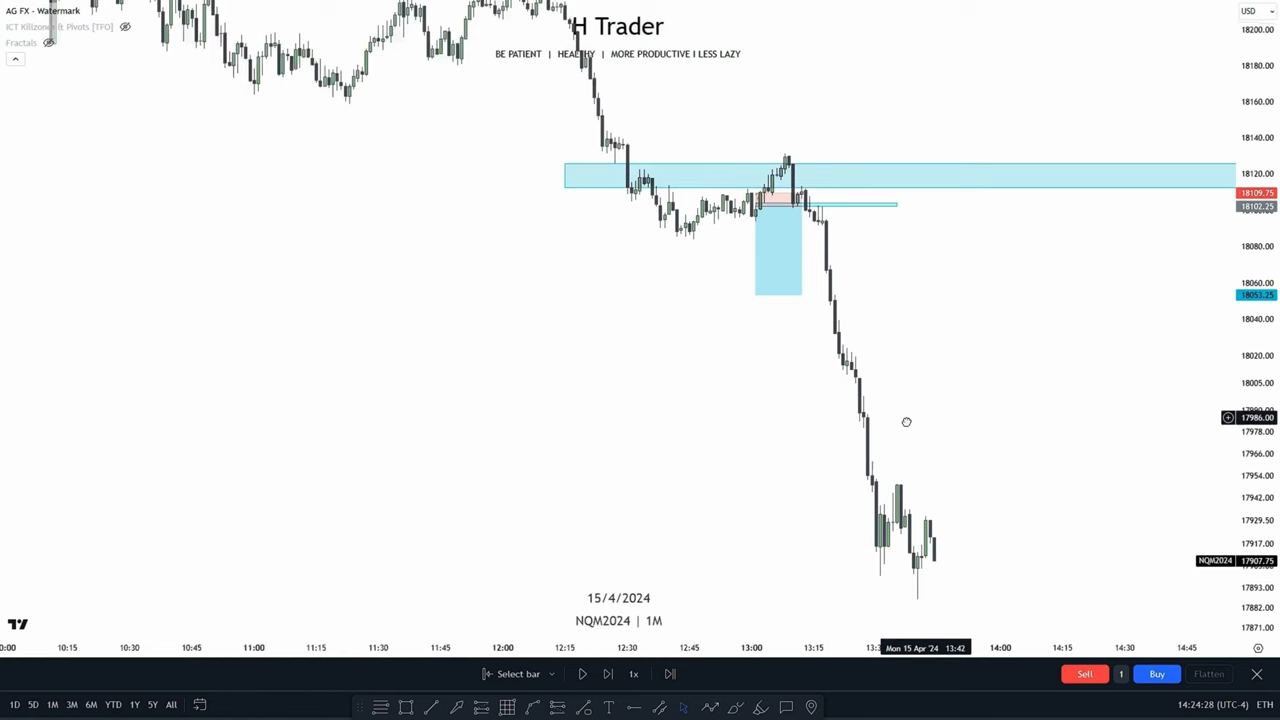 AG FX - Watermark
ICT Killzones & Pivots [TFO]
Fractals
H Trader
BE PATIENT | HEALTHY | MORE PRODUCTIVE I LESS LAZY
USD
18200.00
18180.00
18160.00
18140.00
18120.00
18109.75
18102.25
18080.00
18060.00
18053.25
18040.00
18020.00
18005.00
17986.00
17978.00
17966.00
17954.00
17942.00
17929.50
17917.00
NQM2024 17907.75
17893.00
17882.00
17871.00
15/4/2024
NQM2024 | 1M
10:15 10:30 10:45 11:00 11:15 11:30 11:45 12:00 12:15 12:30 12:45 13:00 13:15 Mon 15 Apr '24 13:42 14:00 14:15 14:30 14:45
Select bar 1x Sell 1 Buy Flatten
1D 5D 1M 3M 6M YTD 1Y 5Y All 14:24:28 (UTC-4) ETH